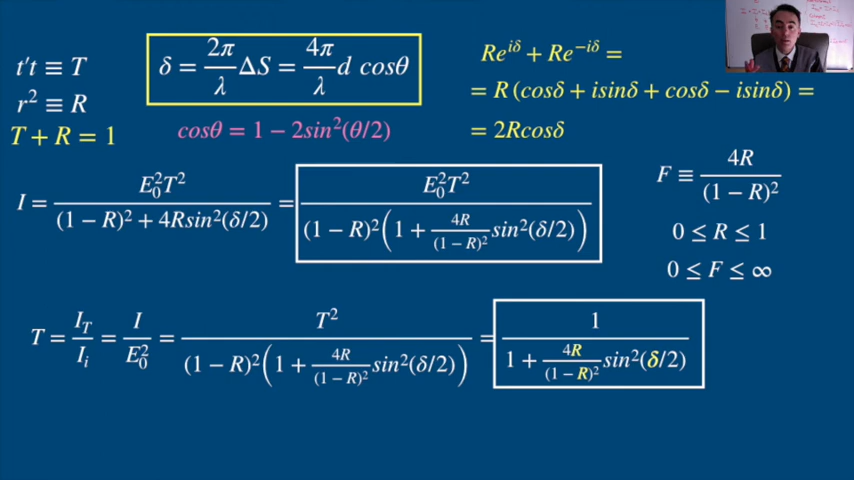 t't ≡ T
r² ≡ R
T + R = 1
δ = 2π/λ ΔS = 4π/λ d cosθ
cosθ = 1 − 2sin²(θ/2)
Re^{iδ} + Re^{−iδ} =
= R (cosδ + isinδ + cosδ − isinδ) =
= 2Rcosδ
I = E₀²T² / ((1 − R)² + 4Rsin²(δ/2)) = E₀²T² / ((1 − R)²(1 + 4R/(1 − R)² sin²(δ/2)))
F ≡ 4R/(1 − R)²
0 ≤ R ≤ 1
0 ≤ F ≤ ∞
T = I_T/I_i = I/E₀² = T² / ((1 − R)²(1 + 4R/(1 − R)² sin²(δ/2))) = 1 / (1 + 4R/(1 − R)² sin²(δ/2))